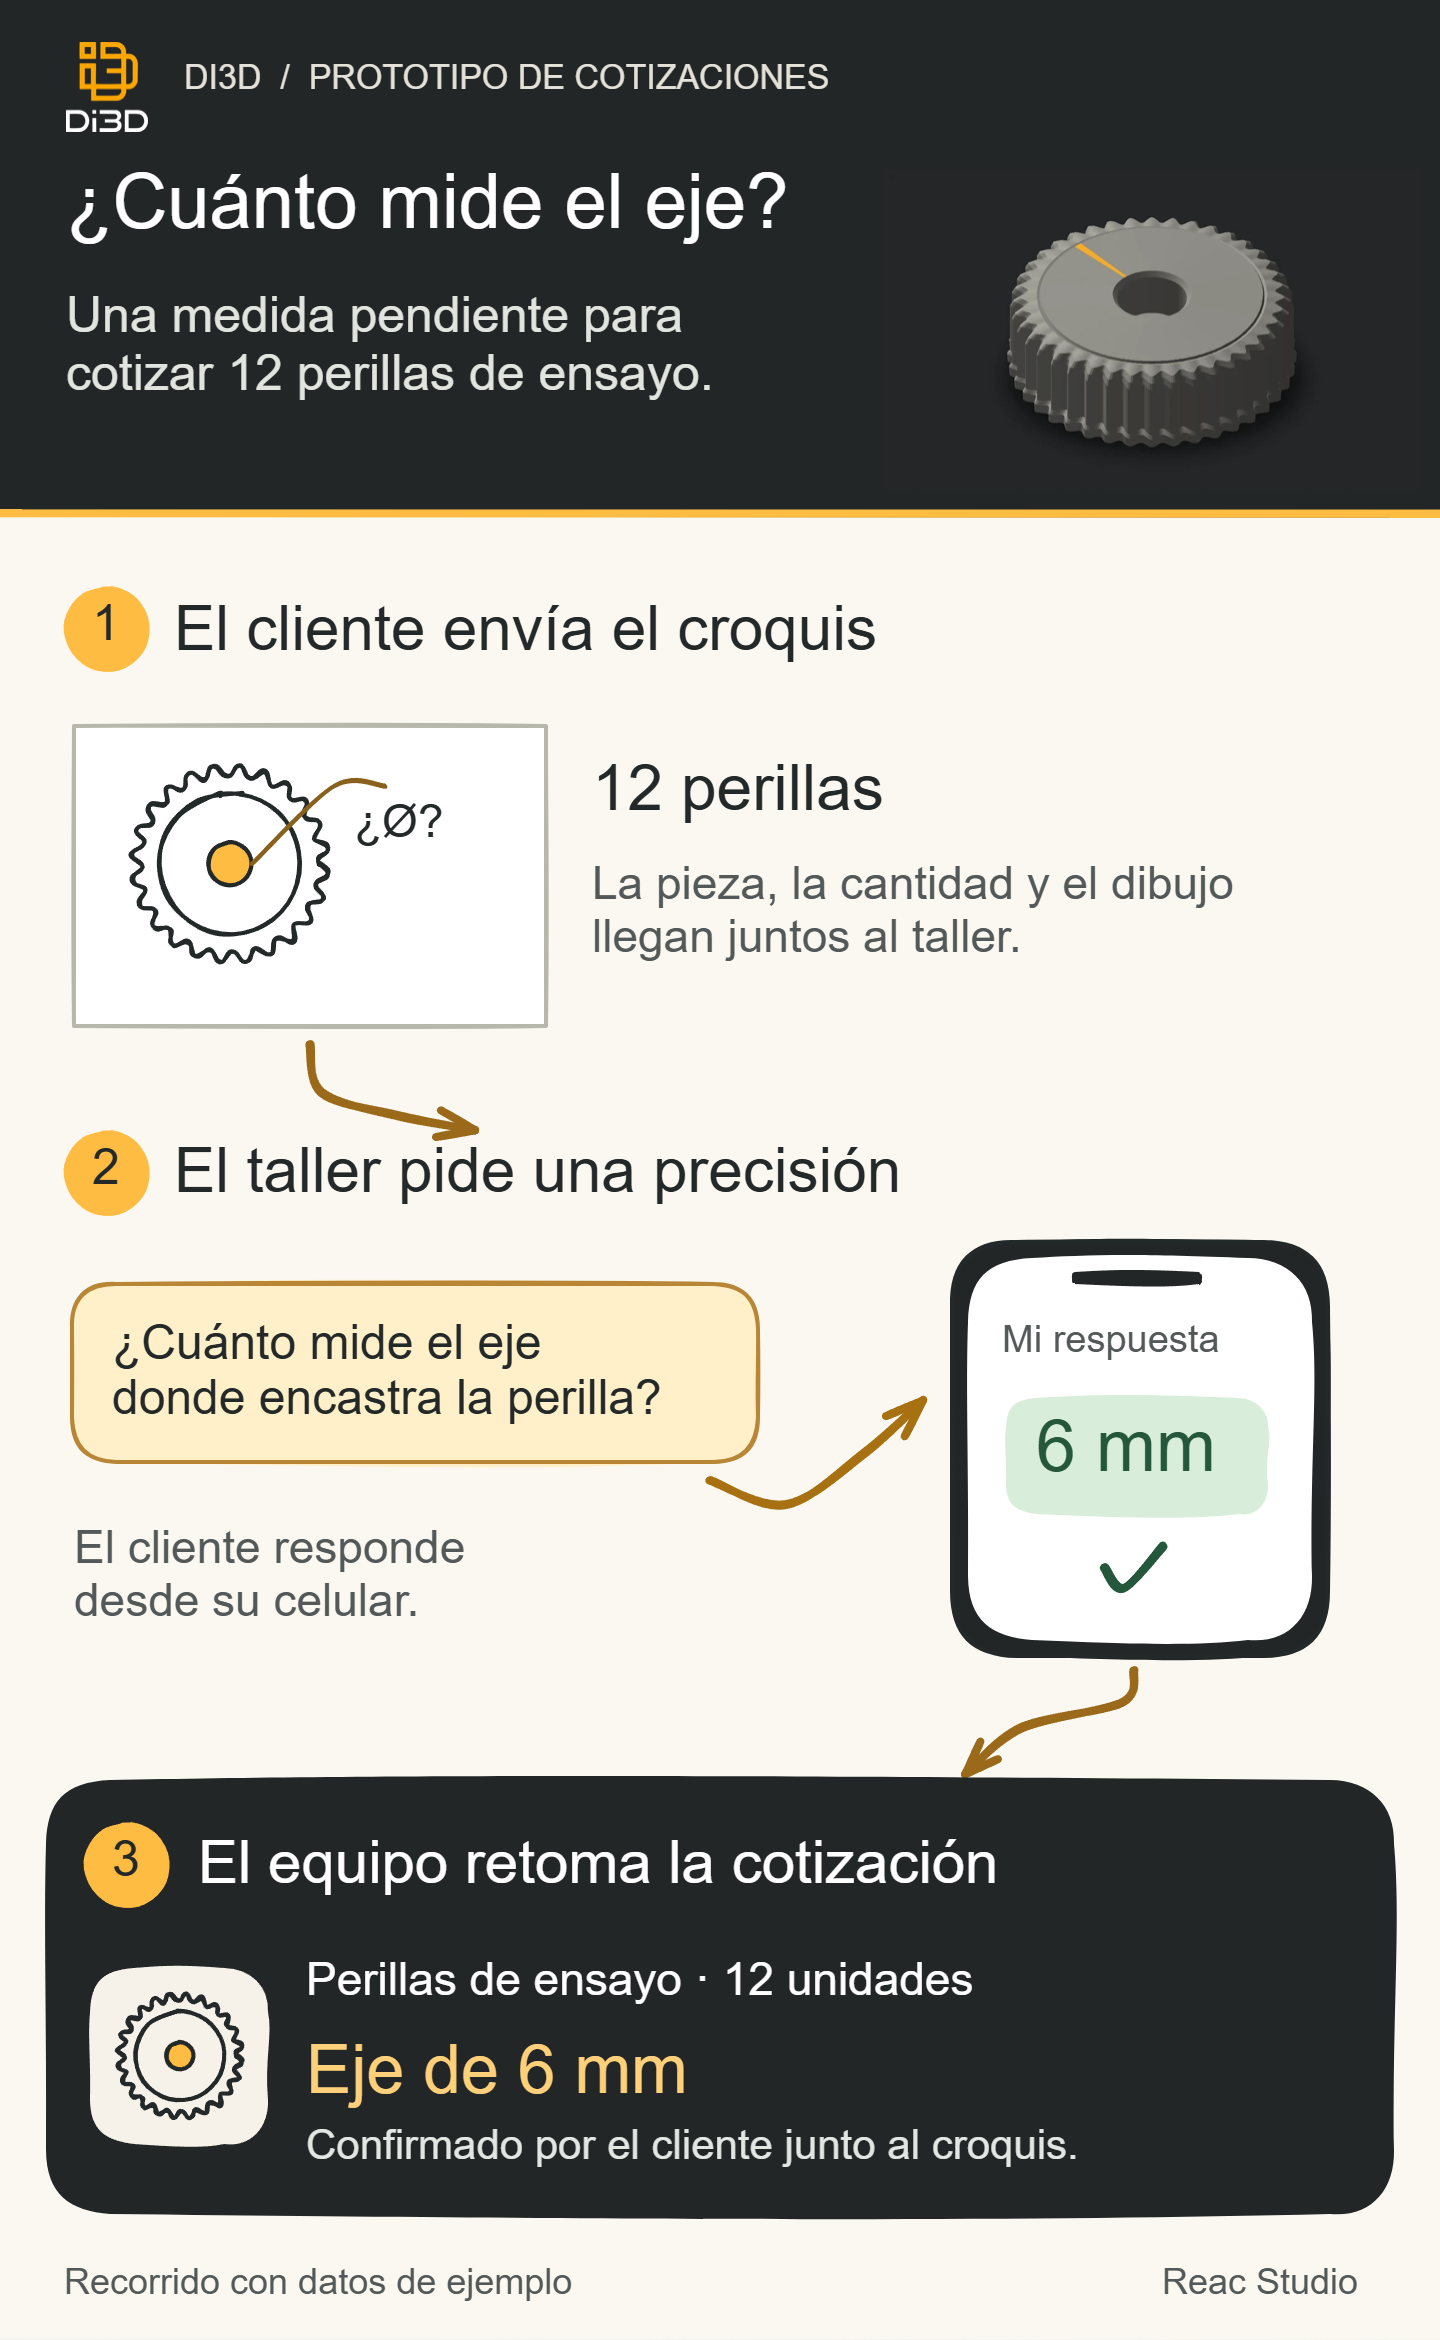 Di3D
DI3D / PROTOTIPO DE COTIZACIONES
¿Cuánto mide el eje?
Una medida pendiente para
cotizar 12 perillas de ensayo.
1
El cliente envía el croquis
¿Ø?
12 perillas
La pieza, la cantidad y el dibujo
llegan juntos al taller.
2
El taller pide una precisión
¿Cuánto mide el eje
donde encastra la perilla?
Mi respuesta
6 mm
El cliente responde
desde su celular.
3
El equipo retoma la cotización
Perillas de ensayo · 12 unidades
Eje de 6 mm
Confirmado por el cliente junto al croquis.
Recorrido con datos de ejemplo
Reac Studio